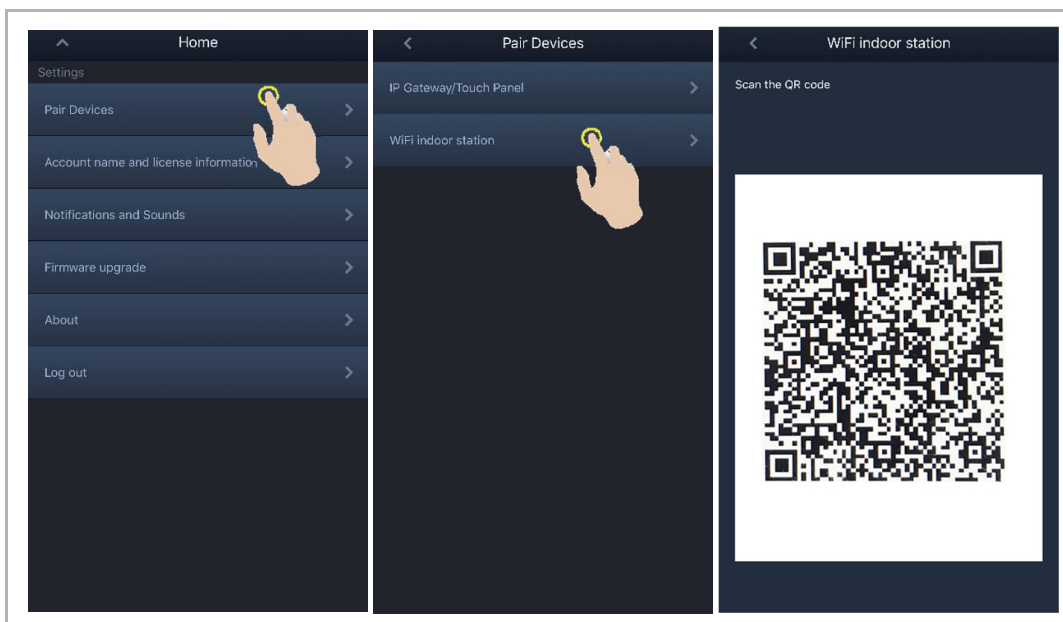 Home
Settings
Pair Devices
Account name and license information
Notifications and Sounds
Firmware upgrade
About
Log out
Pair Devices
IP Gateway/Touch Panel
WiFi indoor station
WiFi indoor station
Scan the QR code